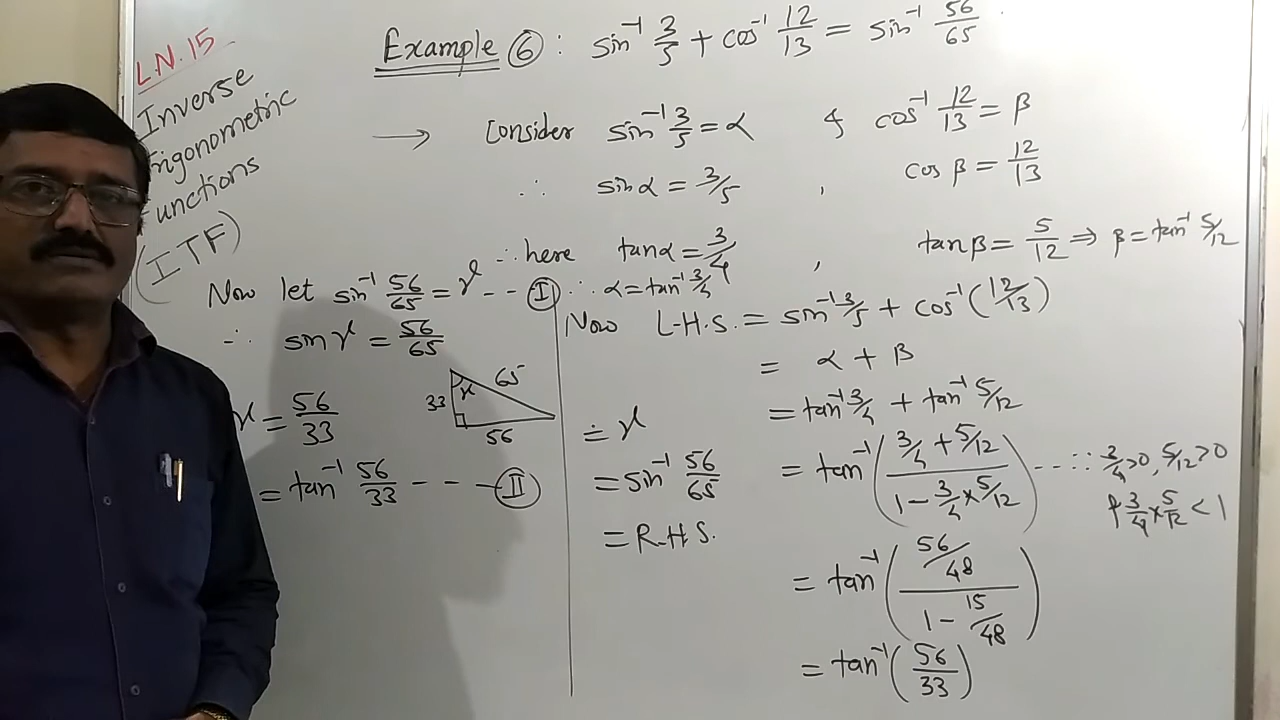 L.N.15
Inverse
Trigonometric
Functions
(ITF)
Example ⑥ : sin⁻¹ 3/5 + cos⁻¹ 12/13 = sin⁻¹ 56/65
→ Consider sin⁻¹ 3/5 = α & cos⁻¹ 12/13 = β
∴ sinα = 3/5 , cos β = 12/13
∴ here tanα = 3/4 , tanβ = 5/12 ⇒ β = tan⁻¹ 5/12
∴ α = tan⁻¹ 3/4
Now let sin⁻¹ 56/65 = γ -- Ⓘ
∴ sin γ = 56/65
γ = 56/33
= tan⁻¹ 56/33 --- Ⓘ Ⓘ
33 γ 65
56
Now L.H.S. = sin⁻¹ 3/5 + cos⁻¹ (12/13)
= α + β
= tan⁻¹ 3/4 + tan⁻¹ 5/12
= tan⁻¹ ((3/4 + 5/12) / (1 - 3/4 × 5/12)) --- ∵ 3/4 > 0, 5/12 > 0
& 3/4 × 5/12 < 1
= tan⁻¹ ((56/48) / (1 - 15/48))
= tan⁻¹ (56/33)
= γ
= sin⁻¹ 56/65
= R.H.S.